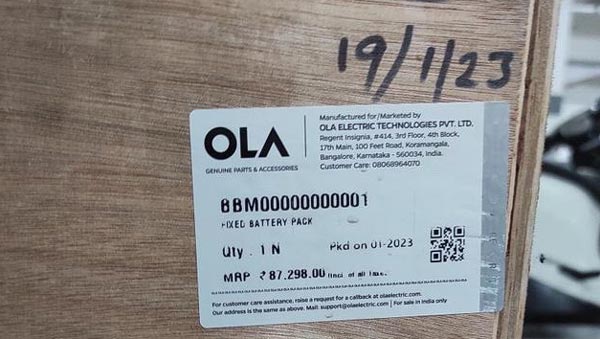 19/1/23
OLA
GENUINE PARTS & ACCESSORIES
Manufactured for/Marketed by
OLA ELECTRIC TECHNOLOGIES PVT. LTD.
Regent Insignia, #414, 3rd Floor, 4th Block,
17th Main, 100 Feet Road, Koramangala,
Bangalore, Karnataka - 560034, India.
Customer Care: 08068964070
BBM00000000001
FIXED BATTERY PACK
Qty : 1 N Pkd on 01-2023
MRP ₹ 87,298.00 (Incl of all taxes)
For customer care assistance, raise a request for a callback at olaelectric.com.
Our address is the same as above. Mail: support@olaelectric.com | For sale in India only